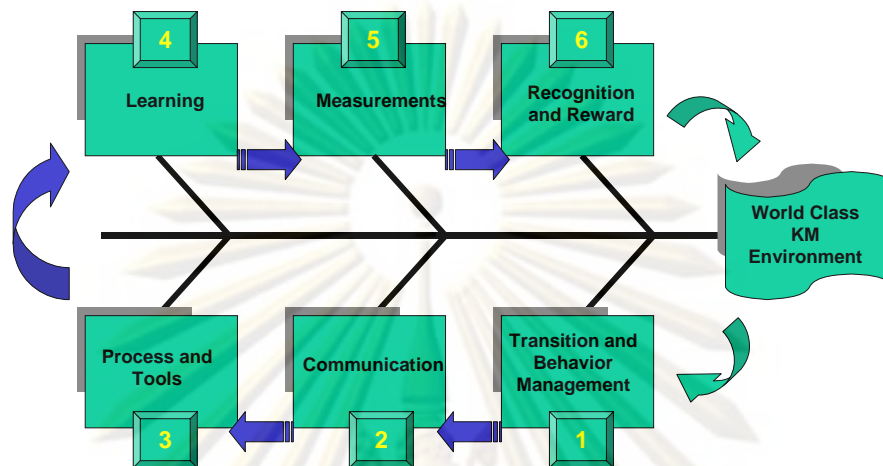 4
Learning
5
Measurements
6
Recognition
and Reward
World Class
KM
Environment
Process and
Tools
3
Communication
2
Transition and
Behavior
Management
1